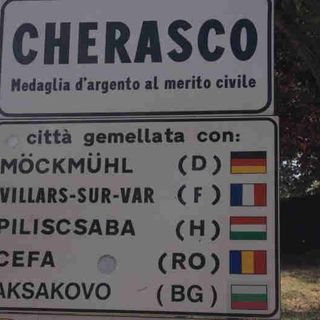 CHERASCO
Medaglia d'argento al merito civile
città gemellata con:
MÖCKMÜHL (D)
VILLARS-SUR-VAR (F)
PILISCSABA (H)
CEFA (RO)
AKSAKOVO (BG)